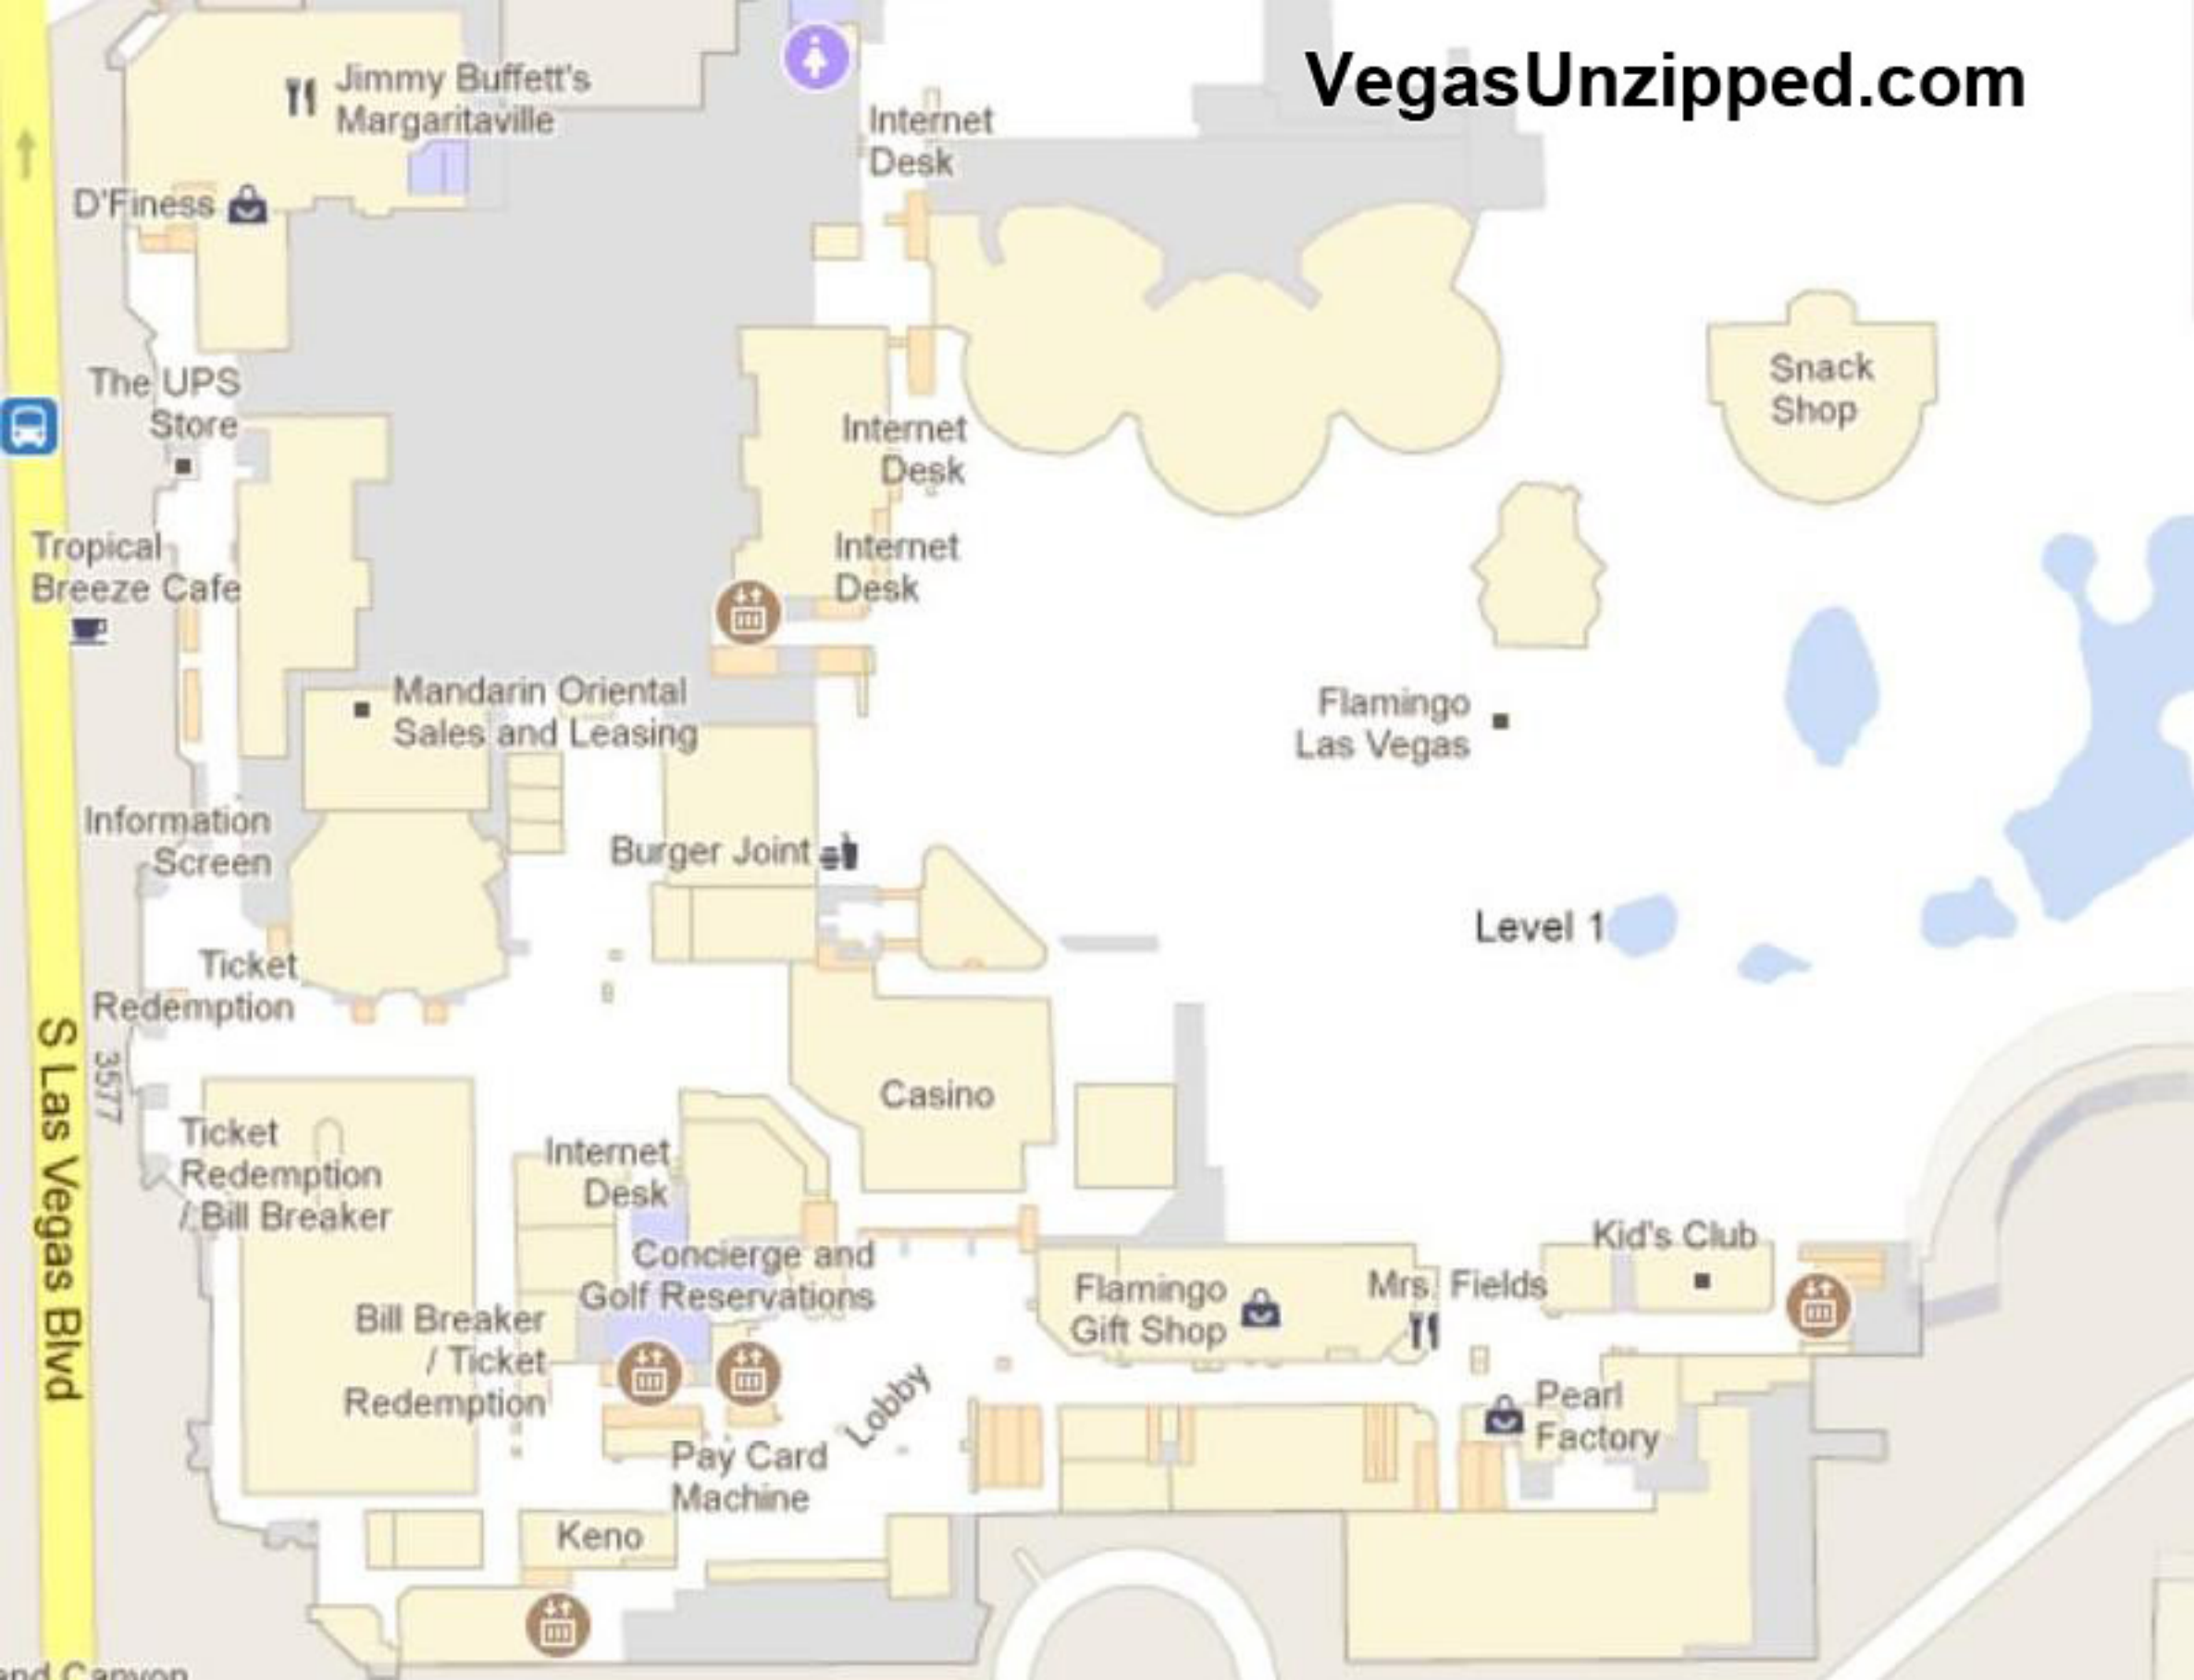 VegasUnzipped.com
Jimmy Buffett's
Margaritaville
Internet
Desk
D'Finess
The UPS
Store
Snack
Shop
Internet
Desk
Tropical
Breeze Cafe
Internet
Desk
Mandarin Oriental
Sales and Leasing
Flamingo
Las Vegas
Information
Screen
Burger Joint
Level 1
Ticket
Redemption
S Las Vegas Blvd
3577
Casino
Ticket
Redemption
/ Bill Breaker
Internet
Desk
Concierge and
Golf Reservations
Kid's Club
Flamingo
Gift Shop
Mrs. Fields
Bill Breaker
/ Ticket
Redemption
Lobby
Pearl
Factory
Pay Card
Machine
Keno
Canyon